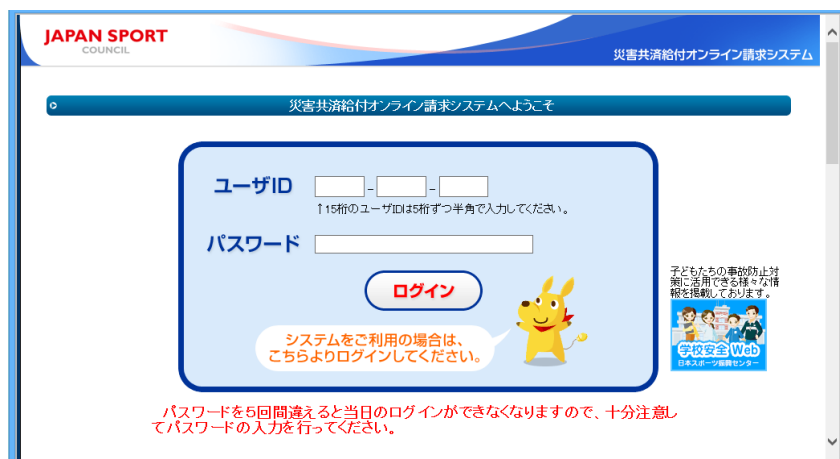 JAPAN SPORT
COUNCIL
災害共済給付オンライン請求システム
災害共済給付オンライン請求システムへようこそ
ユーザID
-
-
↑15桁のユーザIDは5桁ずつ半角で入力してください。
パスワード
ログイン
システムをご利用の場合は、
こちらよりログインしてください。
子どもたちの事故防止対
策に活用できる様々な情
報を掲載しております。
学校安全Web
日本スポーツ振興センター
パスワードを5回間違えると当日のログインができなくなりますので、十分注意し
てパスワードの入力を行ってください。